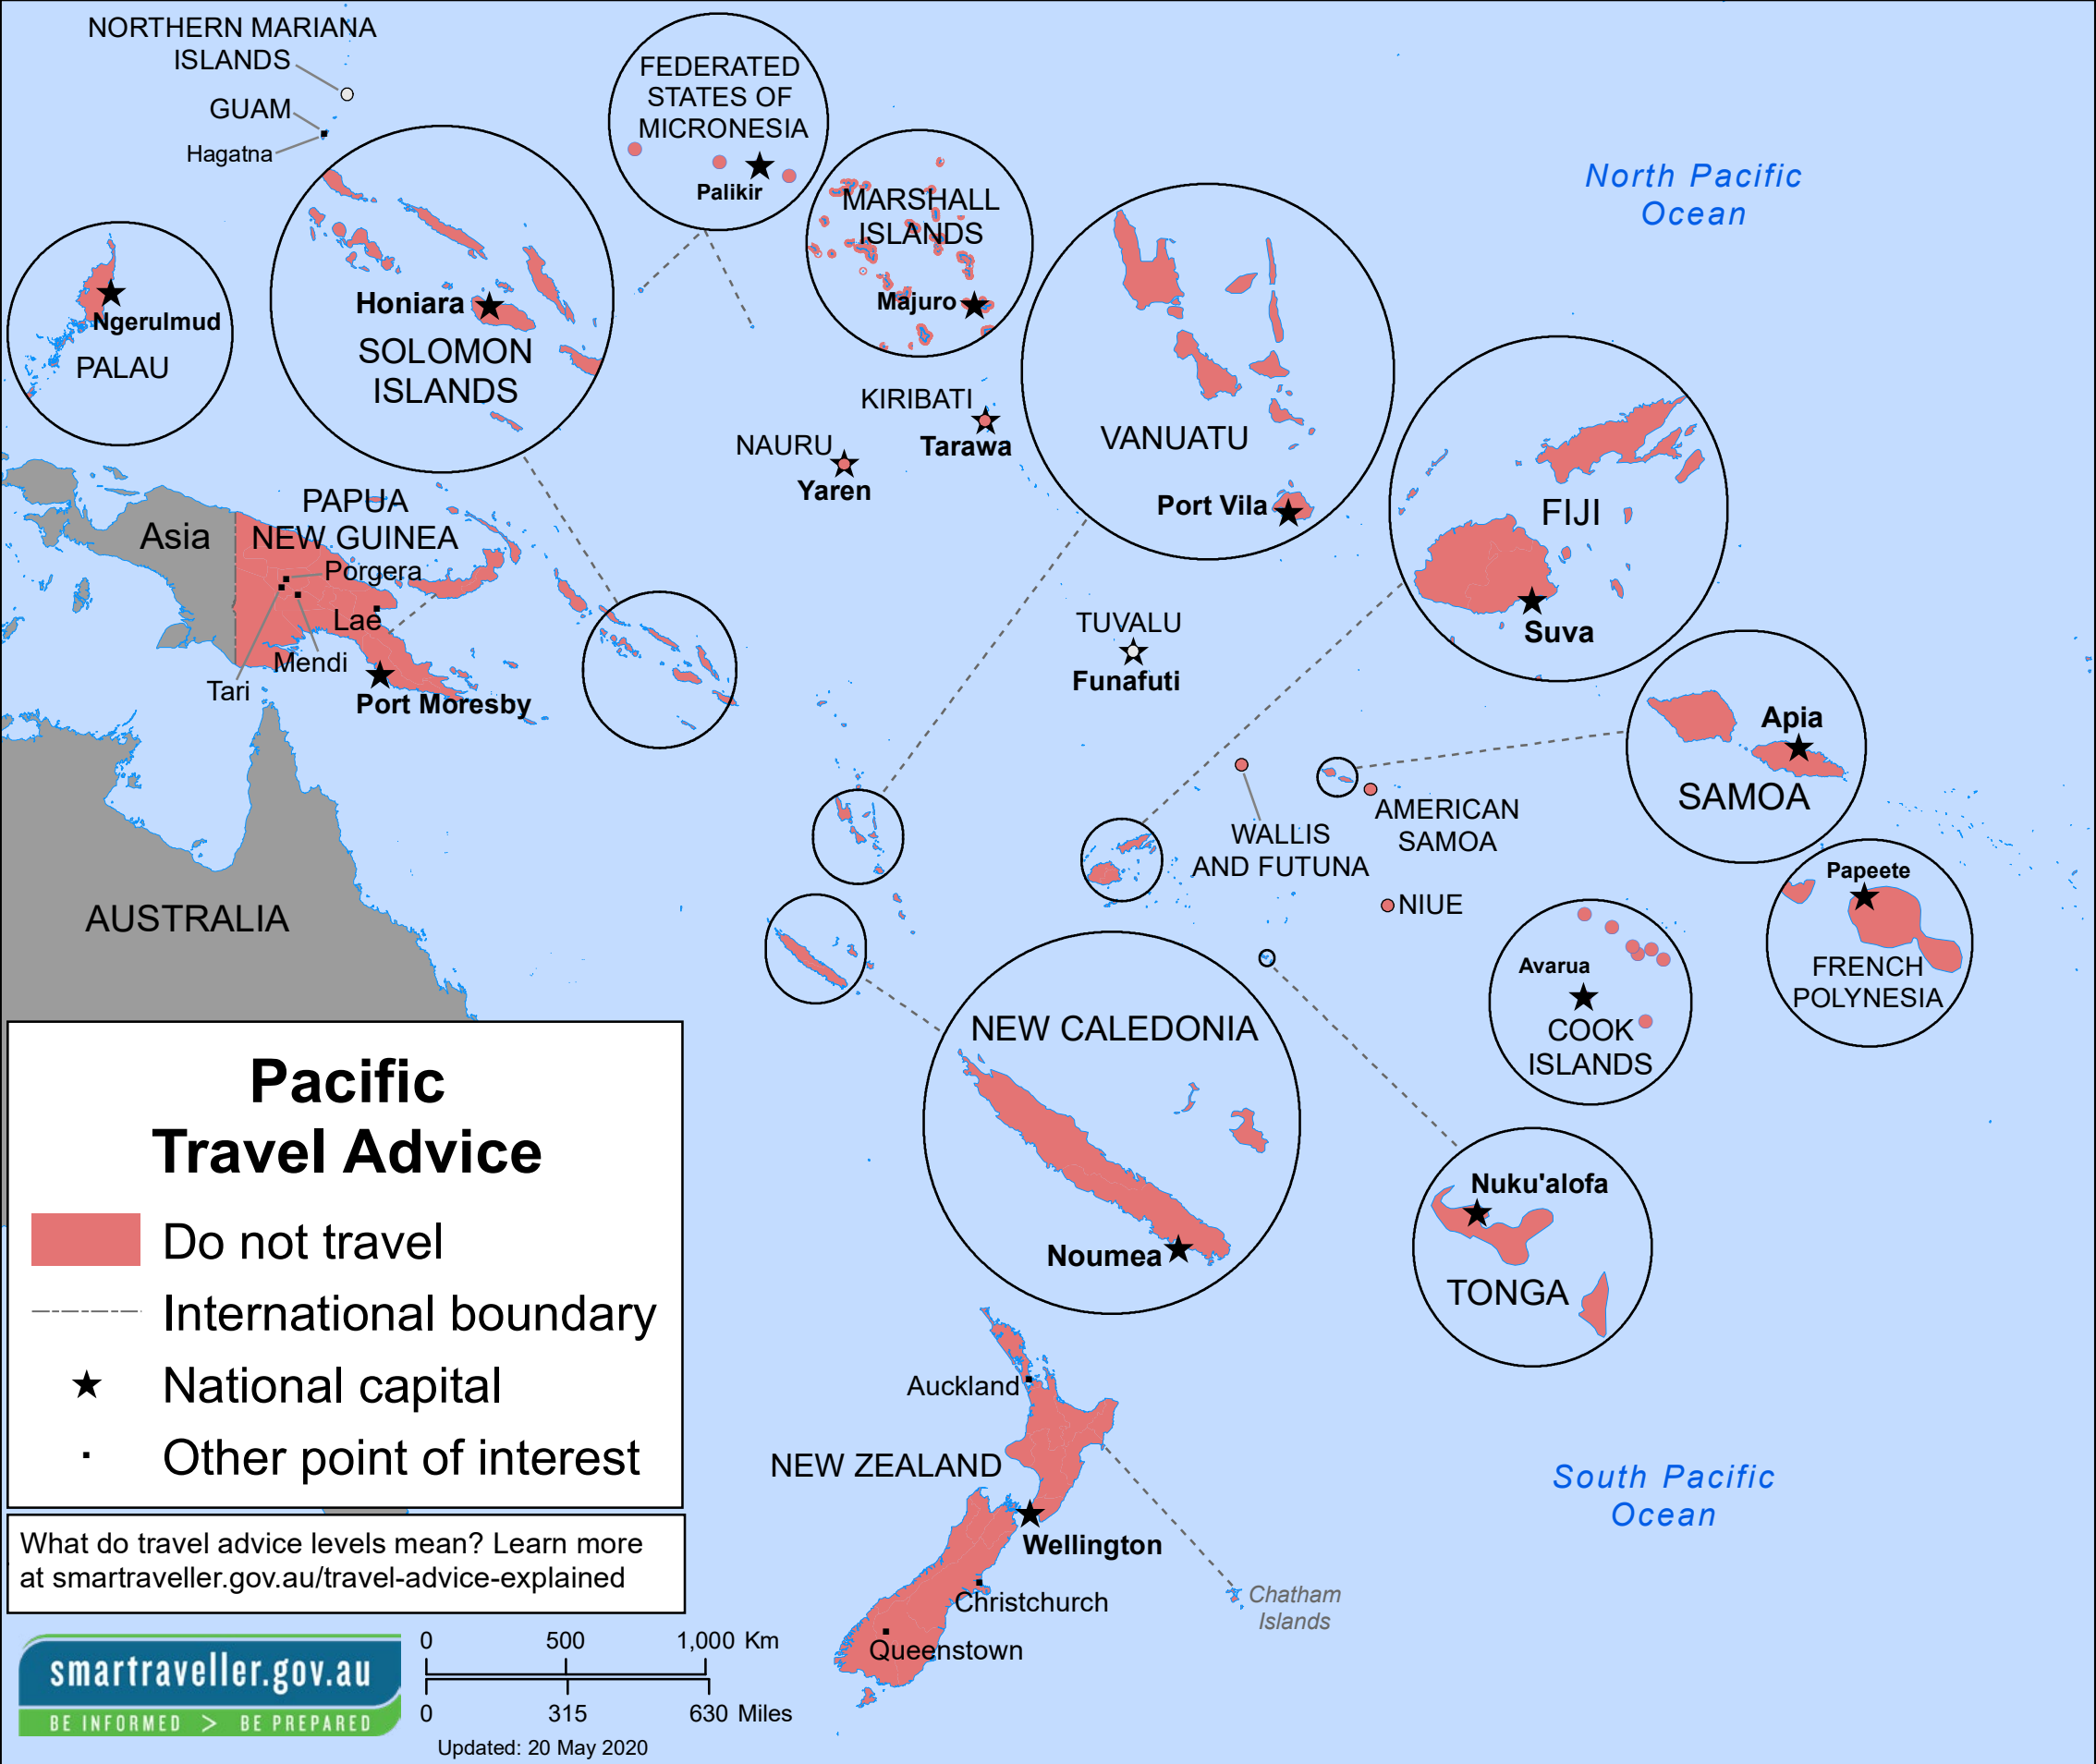 NORTHERN MARIANA
ISLANDS
GUAM
Hagatna
FEDERATED
STATES OF
MICRONESIA
Palikir
MARSHALL
ISLANDS
Majuro
North Pacific
Ocean
Ngerulmud
PALAU
Honiara
SOLOMON
ISLANDS
KIRIBATI
Tarawa
NAURU
Yaren
VANUATU
Port Vila
FIJI
Suva
Asia
PAPUA
NEW GUINEA
Porgera
Lae
Mendi
Tari
Port Moresby
TUVALU
Funafuti
Apia
SAMOA
WALLIS
AND FUTUNA
AMERICAN
SAMOA
NIUE
Papeete
FRENCH
POLYNESIA
Avarua
COOK
ISLANDS
AUSTRALIA
NEW CALEDONIA
Noumea
Nuku'alofa
TONGA
Auckland
NEW ZEALAND
Wellington
Christchurch
Queenstown
Chatham
Islands
South Pacific
Ocean
Pacific
Travel Advice
Do not travel
International boundary
National capital
Other point of interest
What do travel advice levels mean? Learn more
at smartraveller.gov.au/travel-advice-explained
smartraveller.gov.au
BE INFORMED > BE PREPARED
0 500 1,000 Km
0 315 630 Miles
Updated: 20 May 2020